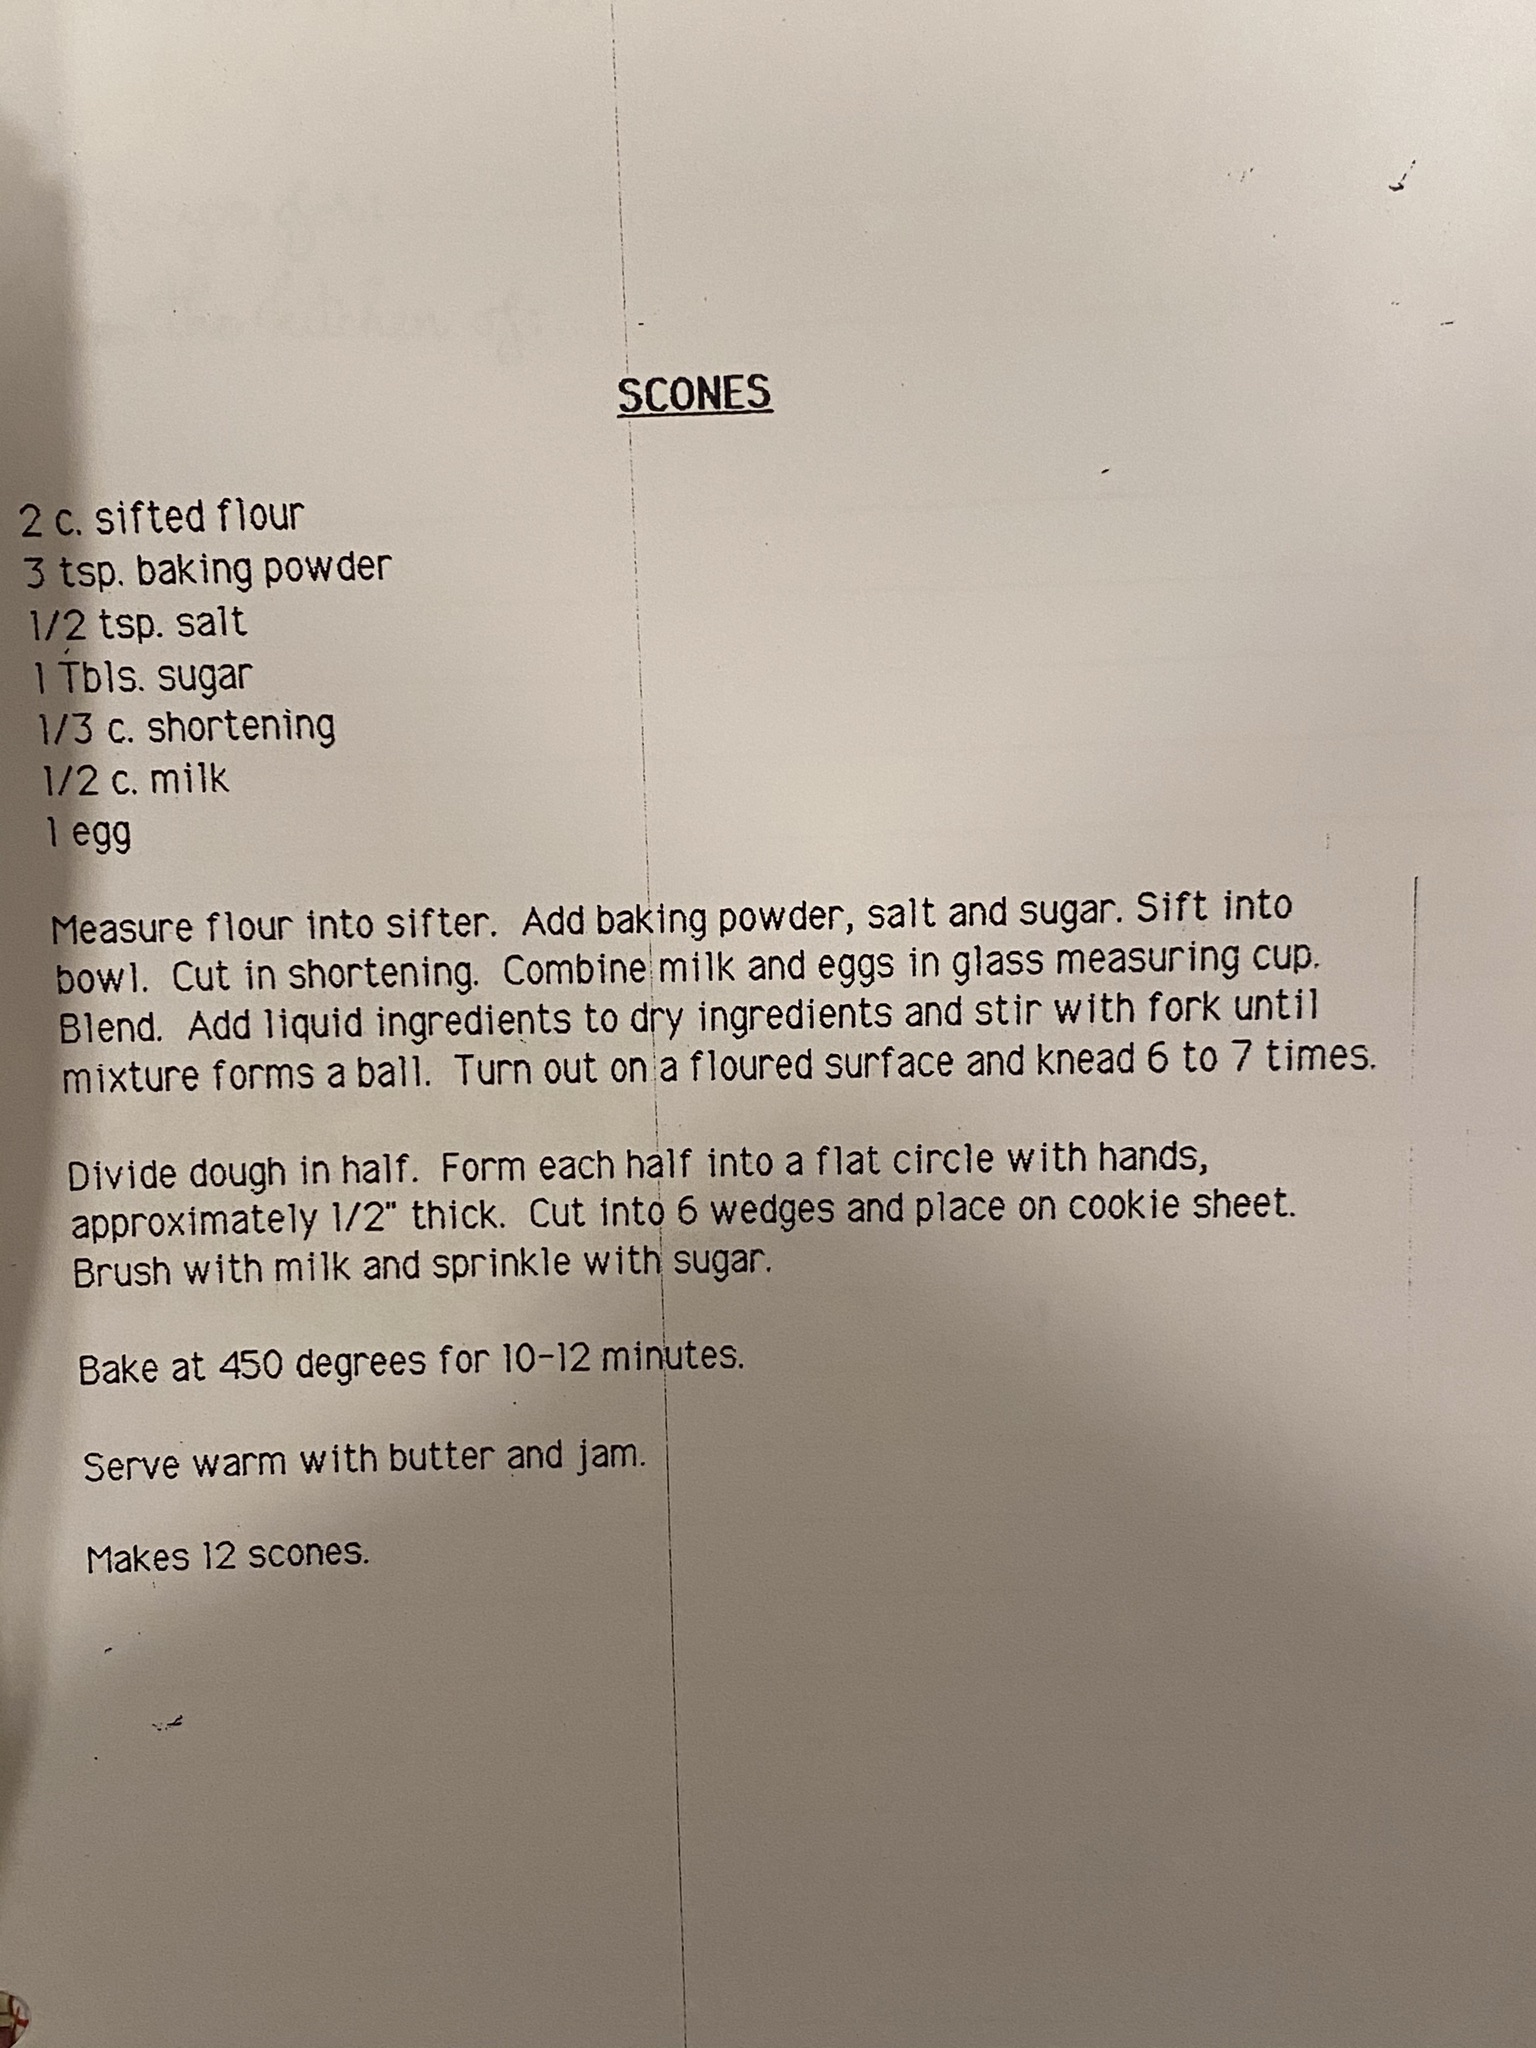 SCONES
2 c. sifted flour
3 tsp. baking powder
1/2 tsp. salt
1 Tbls. sugar
1/3 c. shortening
1/2 c. milk
1 egg
Measure flour into sifter.  Add baking powder, salt and sugar. Sift into
bowl.  Cut in shortening.  Combine milk and eggs in glass measuring cup.
Blend.  Add liquid ingredients to dry ingredients and stir with fork until
mixture forms a ball.  Turn out on a floured surface and knead 6 to 7 times.
Divide dough in half.  Form each half into a flat circle with hands,
approximately 1/2" thick.  Cut into 6 wedges and place on cookie sheet.
Brush with milk and sprinkle with sugar.
Bake at 450 degrees for 10-12 minutes.
Serve warm with butter and jam.
Makes 12 scones.